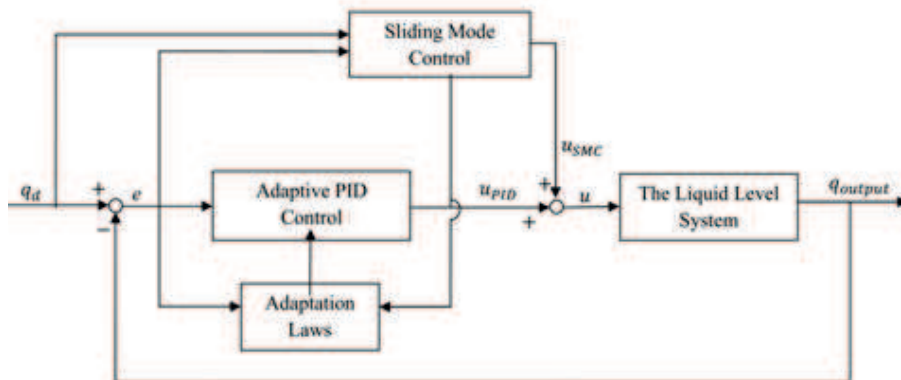 Sliding Mode
Control
u_SMC
q_d
+
e
−
Adaptive PID
Control
u_PID
+
+
u
The Liquid Level
System
q_output
Adaptation
Laws